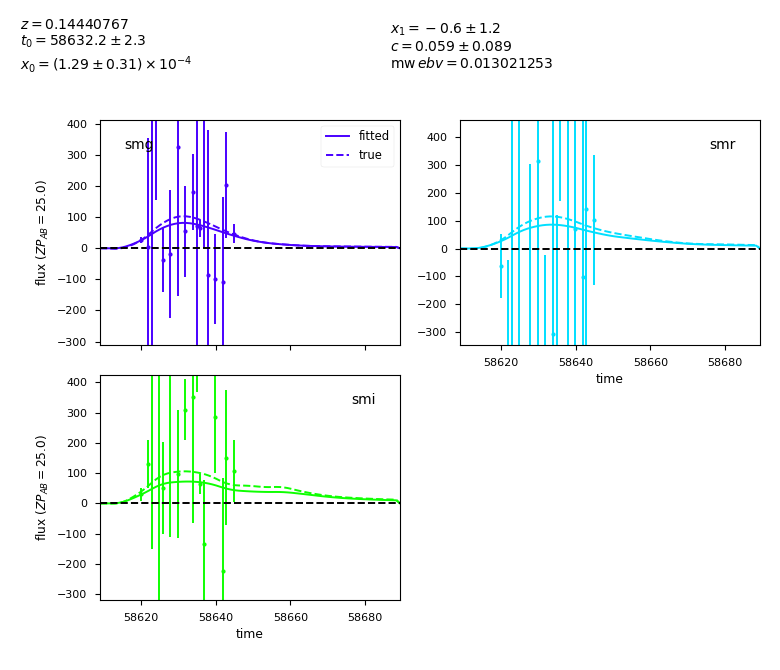 z = 0.14440767
t₀ = 58632.2 ± 2.3
x₀ = (1.29 ± 0.31) × 10⁻⁴
x₁ = −0.6 ± 1.2
c = 0.059 ± 0.089
mw ebv = 0.013021253
smg
fitted
true
400
300
200
100
0
−100
−200
−300
flux (ZP_AB = 25.0)
smr
400
300
200
100
0
−100
−200
−300
58620 58640 58660 58680
time
smi
400
300
200
100
0
−100
−200
−300
flux (ZP_AB = 25.0)
58620 58640 58660 58680
time